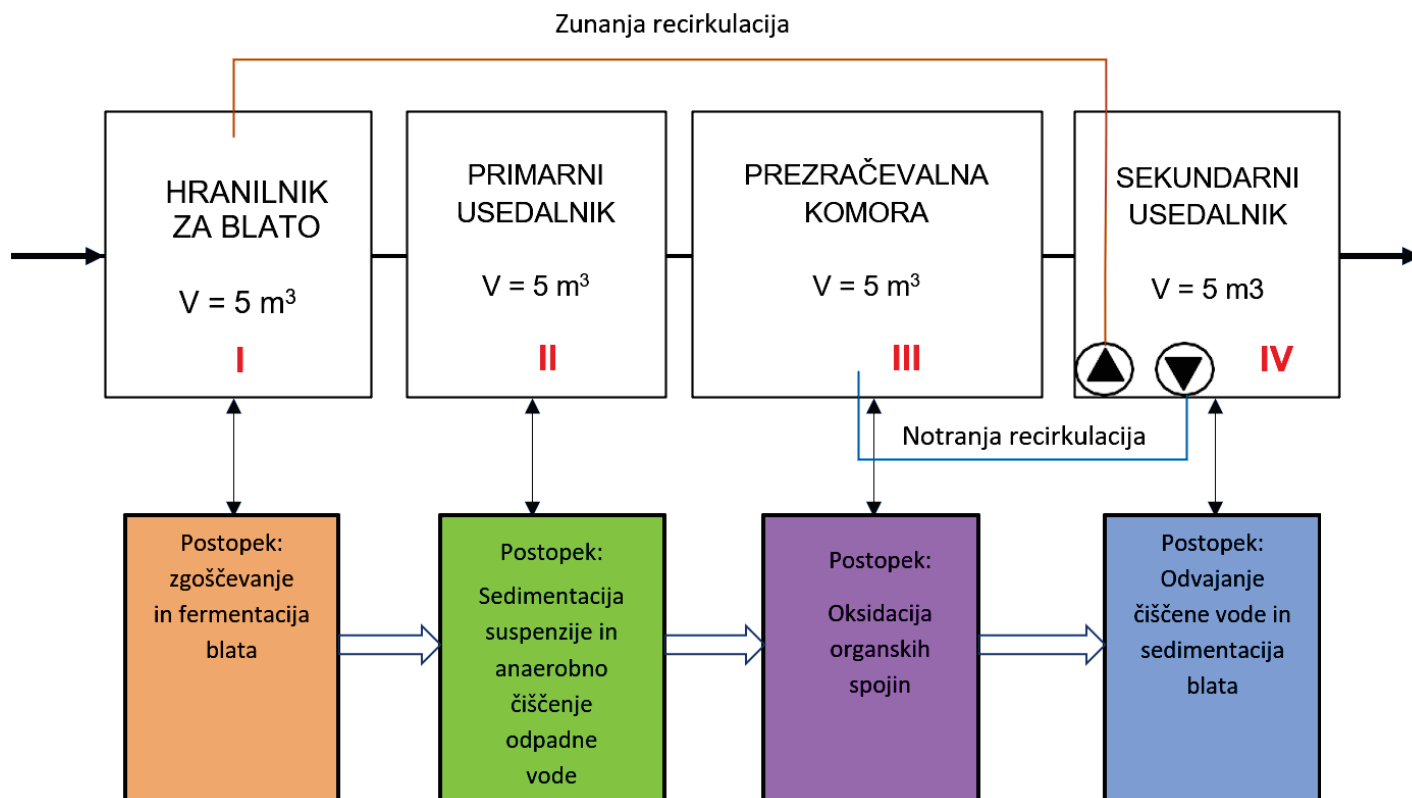 Zunanja recirkulacija
HRANILNIK
ZA BLATO
V = 5 m³
I
PRIMARNI
USEDALNIK
V = 5 m³
II
PREZRAČEVALNA
KOMORA
V = 5 m³
III
SEKUNDARNI
USEDALNIK
V = 5 m3
IV
Notranja recirkulacija
Postopek:
zgoščevanje
in fermentacija
blata
Postopek:
Sedimentacija
suspenzije in
anaerobno
čiščenje
odpadne
vode
Postopek:
Oksidacija
organskih
spojin
Postopek:
Odvajanje
čiščene vode in
sedimentacija
blata